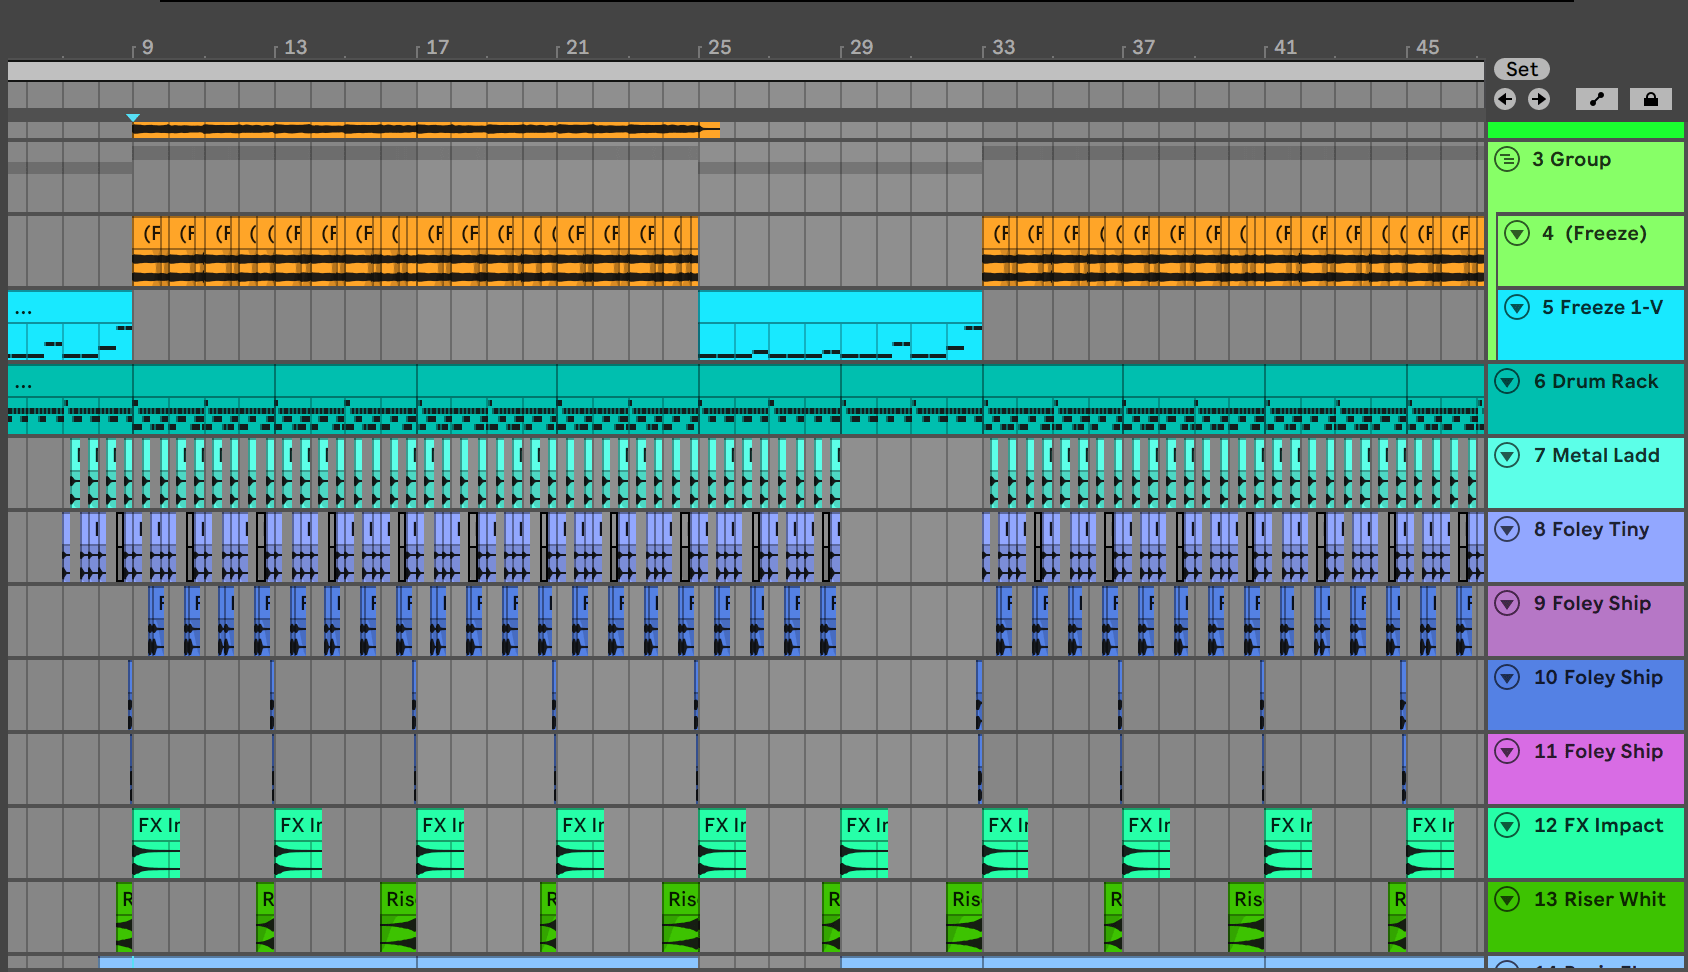 9 13 17 21 25 29 33 37 41 45
Set
3 Group
4 (Freeze)
... 5 Freeze 1-V
... 6 Drum Rack
7 Metal Ladd
8 Foley Tiny
9 Foley Ship
10 Foley Ship
11 Foley Ship
FX Ir FX Ir FX Ir FX Ir FX Ir FX Ir FX Ir FX Ir FX Ir FX Ir 12 FX Impact
R R Ris R Ris R Ris R Ris R 13 Riser Whit